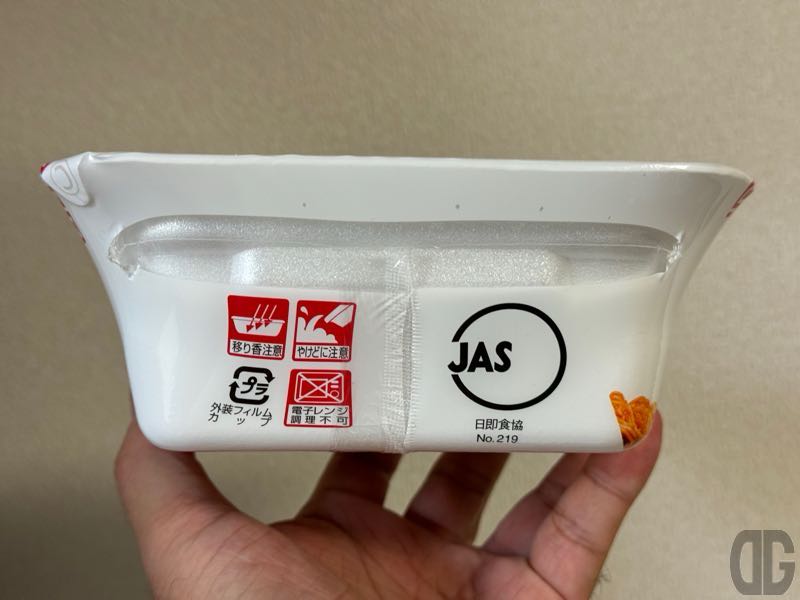 移り香注意
やけどに注意
プラ
外装フィルム
カップ
電子レンジ
調理不可
JAS
日即食協
No.219
DG